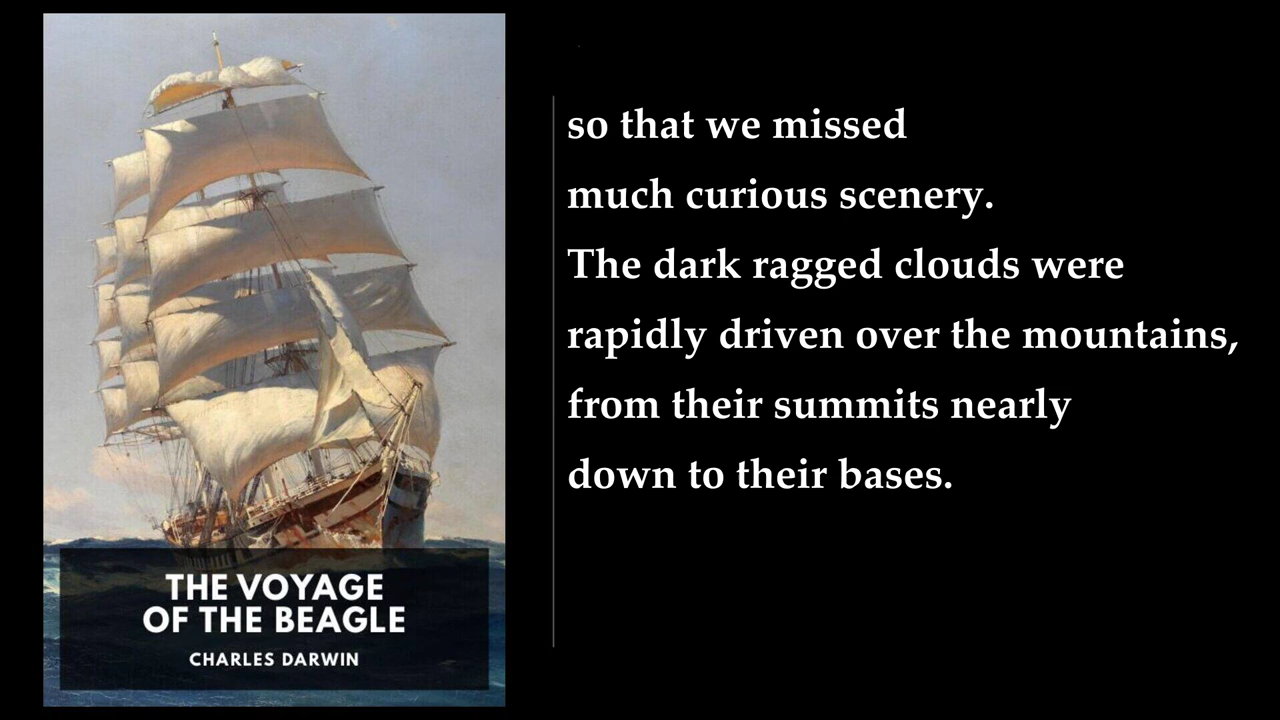 THE VOYAGE
OF THE BEAGLE
CHARLES DARWIN
so that we missed
much curious scenery.
The dark ragged clouds were
rapidly driven over the mountains,
from their summits nearly
down to their bases.